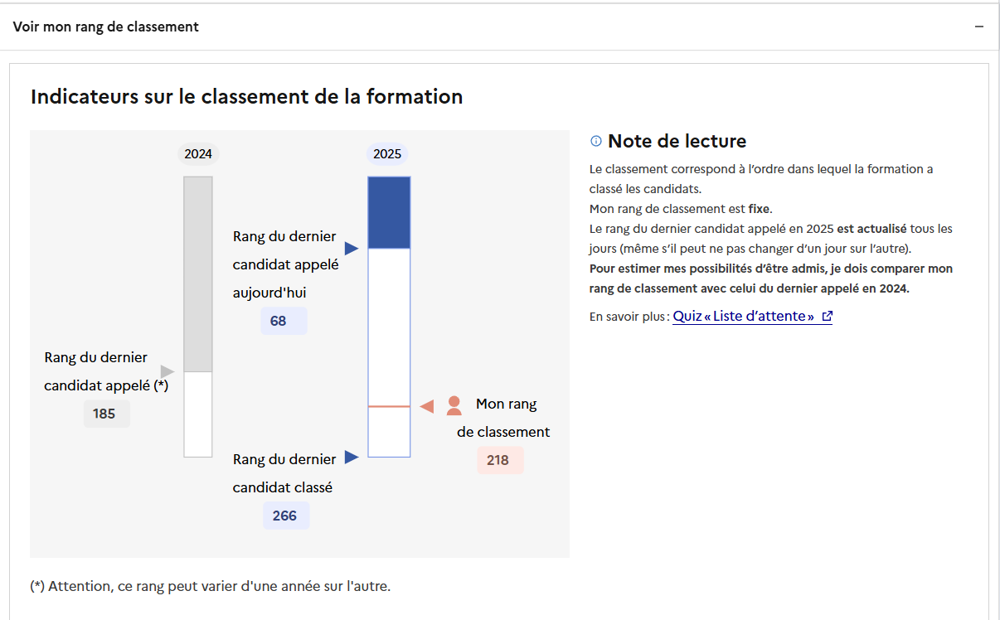 Voir mon rang de classement
Indicateurs sur le classement de la formation
2024
2025
Rang du dernier
candidat appelé
aujourd'hui
68
Rang du dernier
candidat appelé (*)
185
Mon rang
de classement
218
Rang du dernier
candidat classé
266
Note de lecture
Le classement correspond à l’ordre dans lequel la formation a
classé les candidats.
Mon rang de classement est fixe.
Le rang du dernier candidat appelé en 2025 est actualisé tous les
jours (même s’il peut ne pas changer d’un jour sur l’autre).
Pour estimer mes possibilités d’être admis, je dois comparer mon
rang de classement avec celui du dernier appelé en 2024.
En savoir plus : Quiz « Liste d’attente »
(*) Attention, ce rang peut varier d'une année sur l'autre.